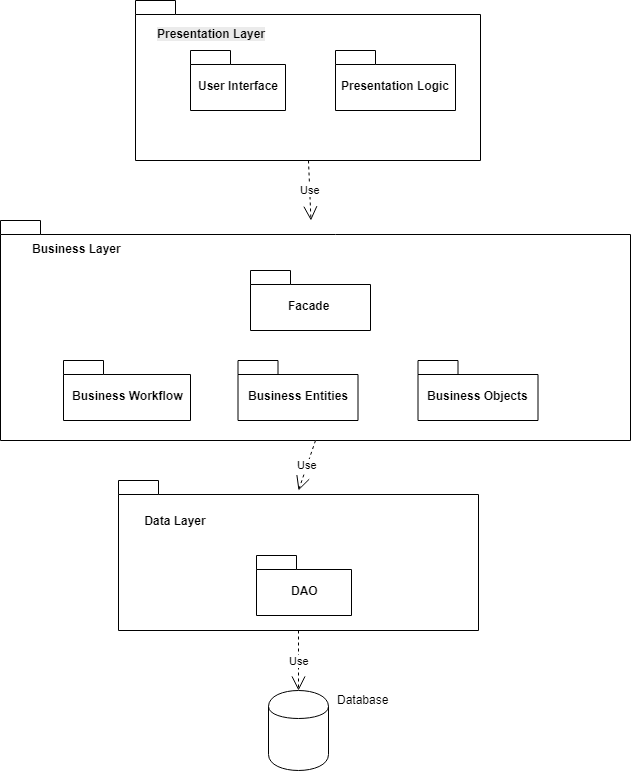 Presentation Layer
User Interface
Presentation Logic
Use
Business Layer
Facade
Business Workflow
Business Entities
Business Objects
Use
Data Layer
DAO
Use
Database